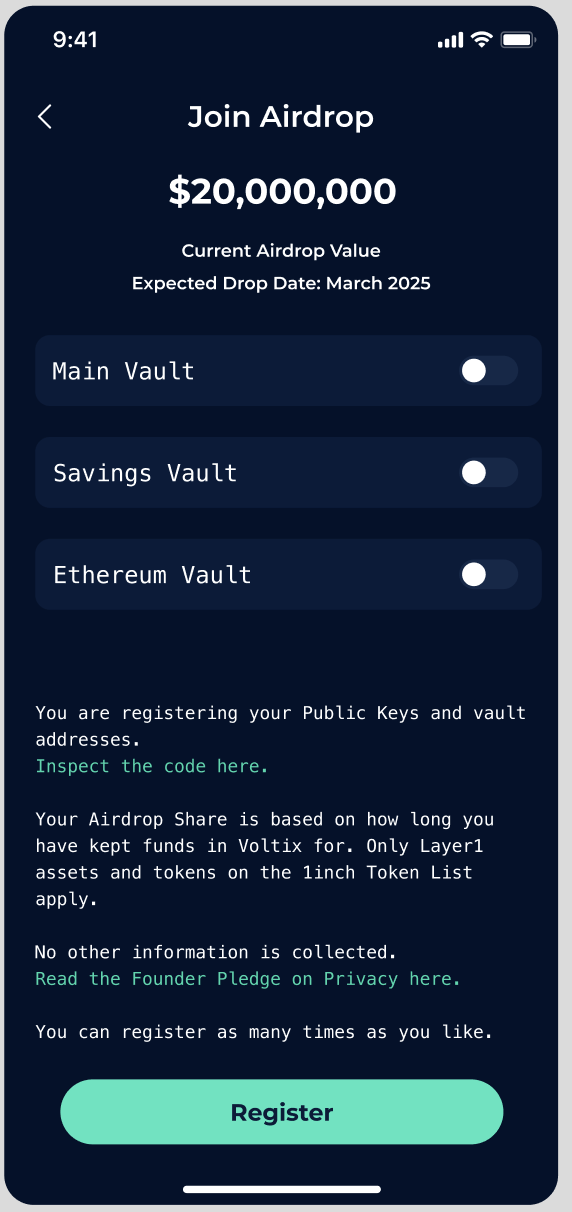 9:41
Join Airdrop
$20,000,000
Current Airdrop Value
Expected Drop Date: March 2025
Main Vault
Savings Vault
Ethereum Vault
You are registering your Public Keys and vault
addresses.
Inspect the code here.
Your Airdrop Share is based on how long you
have kept funds in Voltix for. Only Layer1
assets and tokens on the 1inch Token List
apply.
No other information is collected.
Read the Founder Pledge on Privacy here.
You can register as many times as you like.
Register